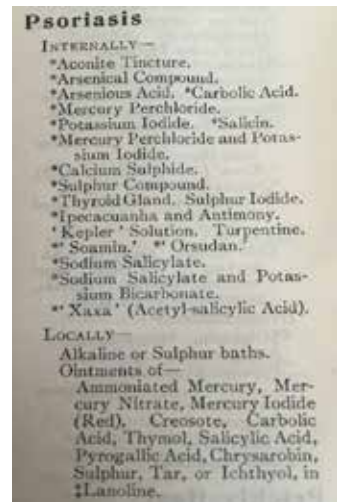 Psoriasis
INTERNALLY—
*Aconite Tincture.
*Arsenical Compound.
*Arsenious Acid. *Carbolic Acid.
*Mercury Perchloride.
*Potassium Iodide. *Salicin.
*Mercury Perchloride and Potas-
sium Iodide.
*Calcium Sulphide.
*Sulphur Compound.
*Thyroid Gland. Sulphur Iodide.
*Ipecacuanha and Antimony.
‘Kepler’ Solution. Turpentine.
*‘Soamin.’ *‘Orsudan.’
*Sodium Salicylate.
*Sodium Salicylate and Potas-
sium Bicarbonate.
*‘Xaxa’ (Acetyl-salicylic Acid).
LOCALLY—
Alkaline or Sulphur baths.
Ointments of—
Ammoniated Mercury, Mer-
cury Nitrate, Mercury Iodide
(Red). Creosote, Carbolic
Acid, Thymol, Salicylic Acid,
Pyrogallic Acid, Chrysarobin,
Sulphur, Tar, or Ichthyol, in
‡Lanoline.